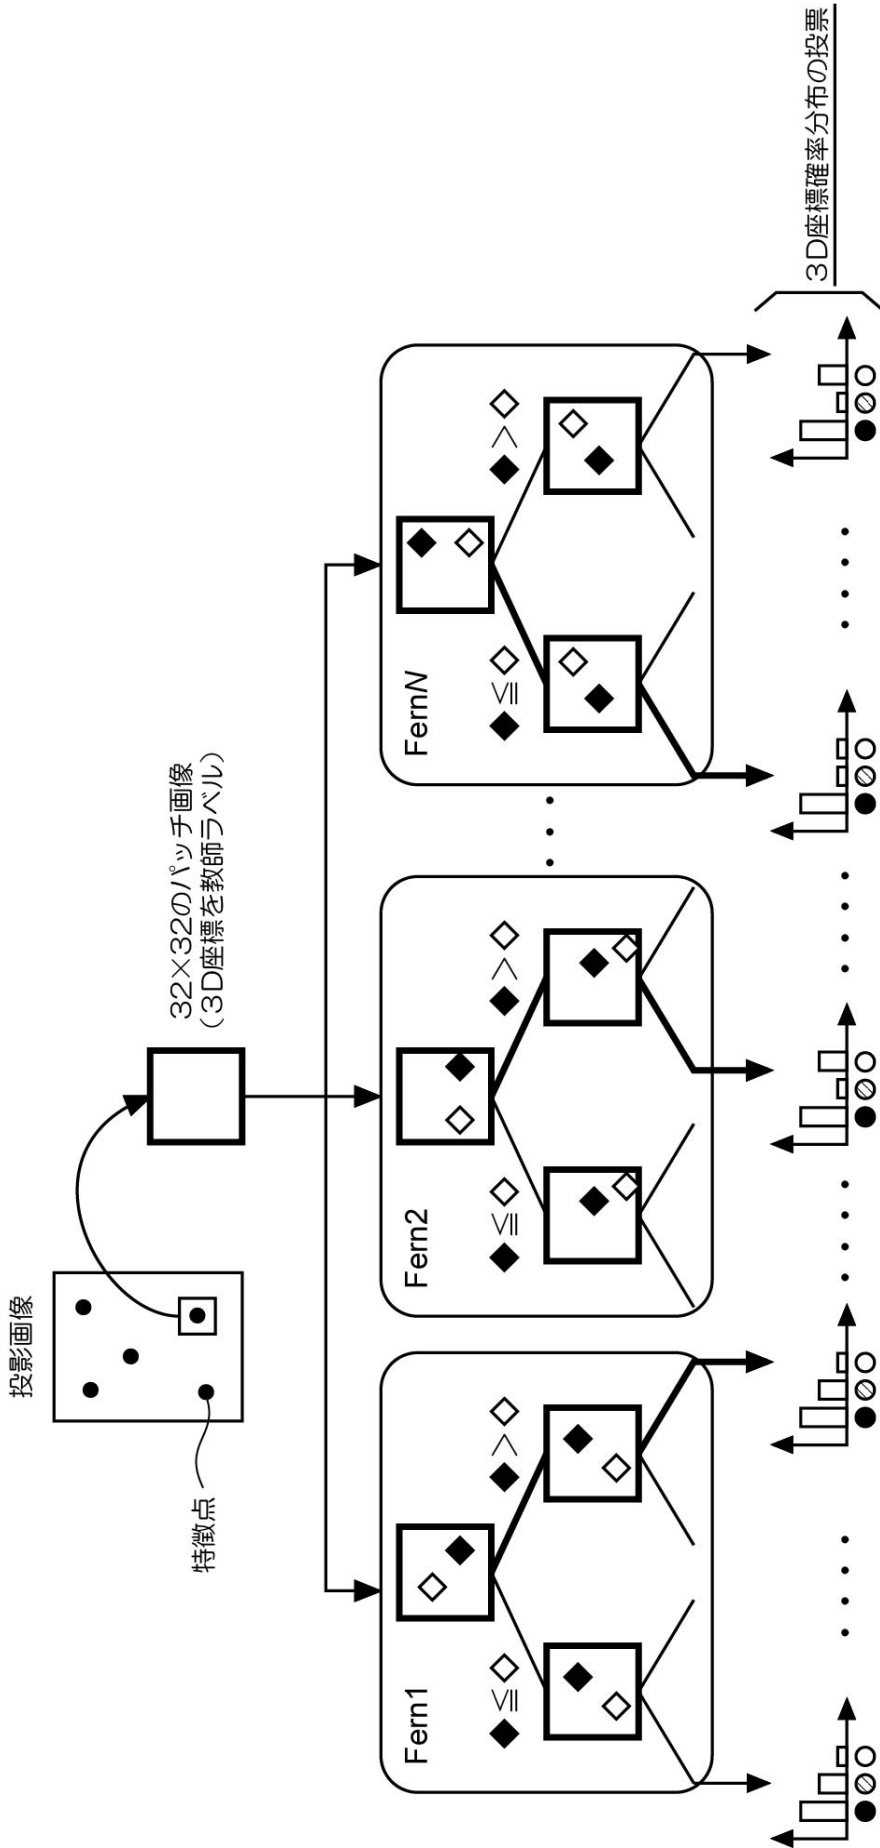 投影画像
特徴点
32×32のパッチ画像
(3D座標を教師ラベル)
Fern1
≦
>
Fern2
≦
>
FernN
≦
>
3D座標確率分布の投票